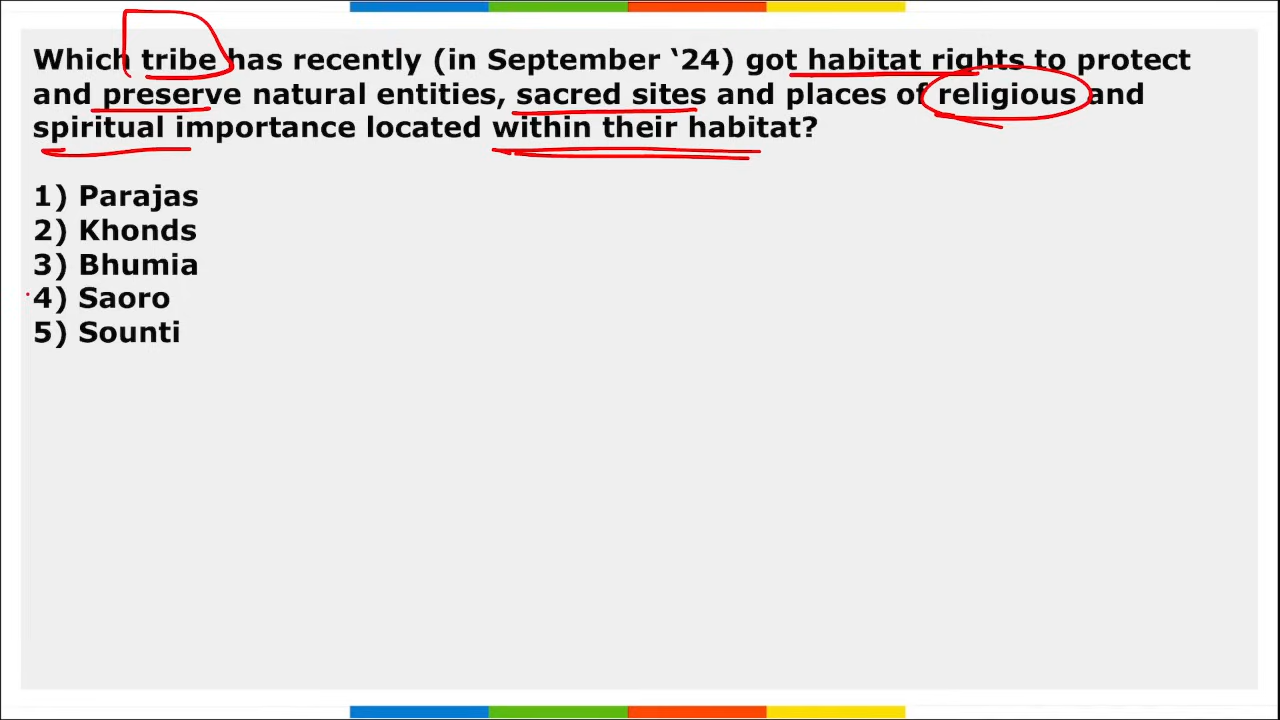 Which tribe has recently (in September ‘24) got habitat rights to protect
and preserve natural entities, sacred sites and places of religious and
spiritual importance located within their habitat?
1) Parajas
2) Khonds
3) Bhumia
4) Saoro
5) Sounti